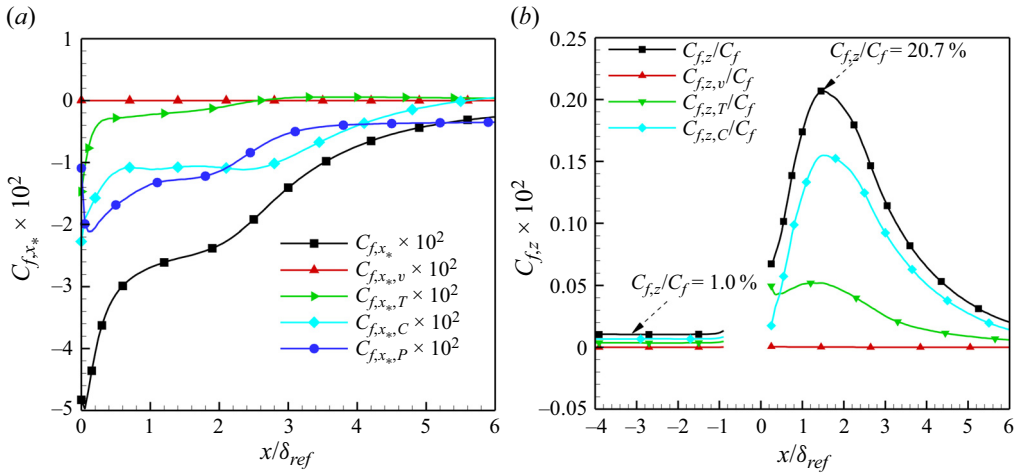 (a)
1
0
–1
–2
–3
–4
–5
C_{f,x_*} × 10^2
C_{f,x_*} × 10^2
C_{f,x_*,v} × 10^2
C_{f,x_*,T} × 10^2
C_{f,x_*,C} × 10^2
C_{f,x_*,P} × 10^2
0 1 2 3 4 5 6
x/δ_{ref}
(b)
0.25
0.20
0.15
0.10
0.05
0
–0.05
C_{f,z} × 10^2
C_{f,z}/C_f
C_{f,z,v}/C_f
C_{f,z,T}/C_f
C_{f,z,C}/C_f
C_{f,z}/C_f = 20.7 %
C_{f,z}/C_f = 1.0 %
–4 –3 –2 –1 0 1 2 3 4 5 6
x/δ_{ref}